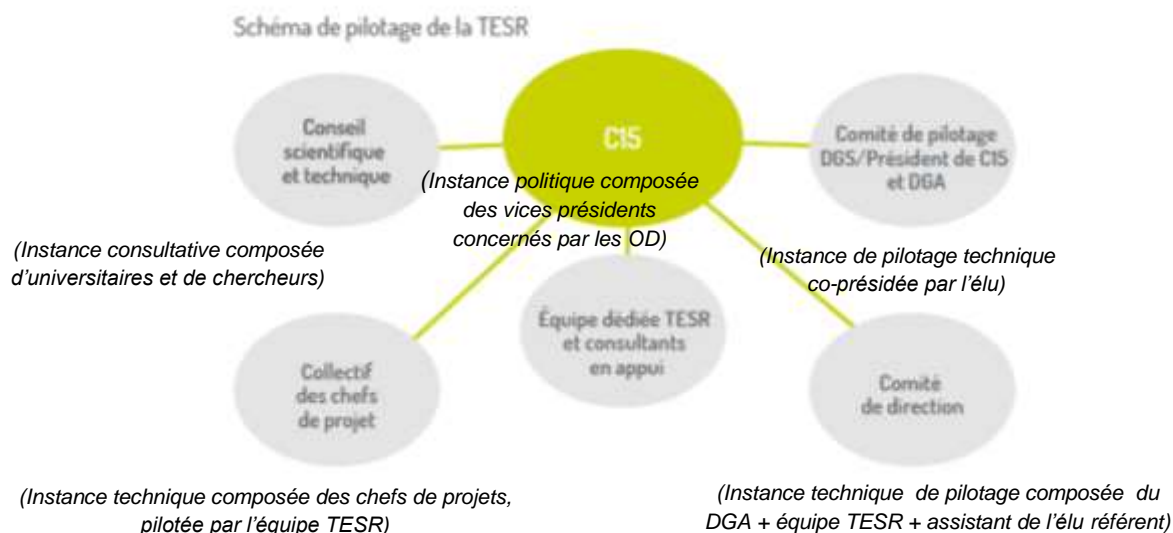 Schéma de pilotage de la TESR
Conseil
scientifique
et technique
(Instance consultative composée
d'universitaires et de chercheurs)
C15
(Instance politique composée
des vices présidents
concernés par les OD)
Comité de pilotage
DGS/Président de C15
et DGA
(Instance de pilotage technique
co-présidée par l'élu)
Collectif
des chefs
de projet
(Instance technique composée des chefs de projets,
pilotée par l'équipe TESR)
Équipe dédiée TESR
et consultants
en appui
Comité
de direction
(Instance technique de pilotage composée du
DGA + équipe TESR + assistant de l'élu référent)